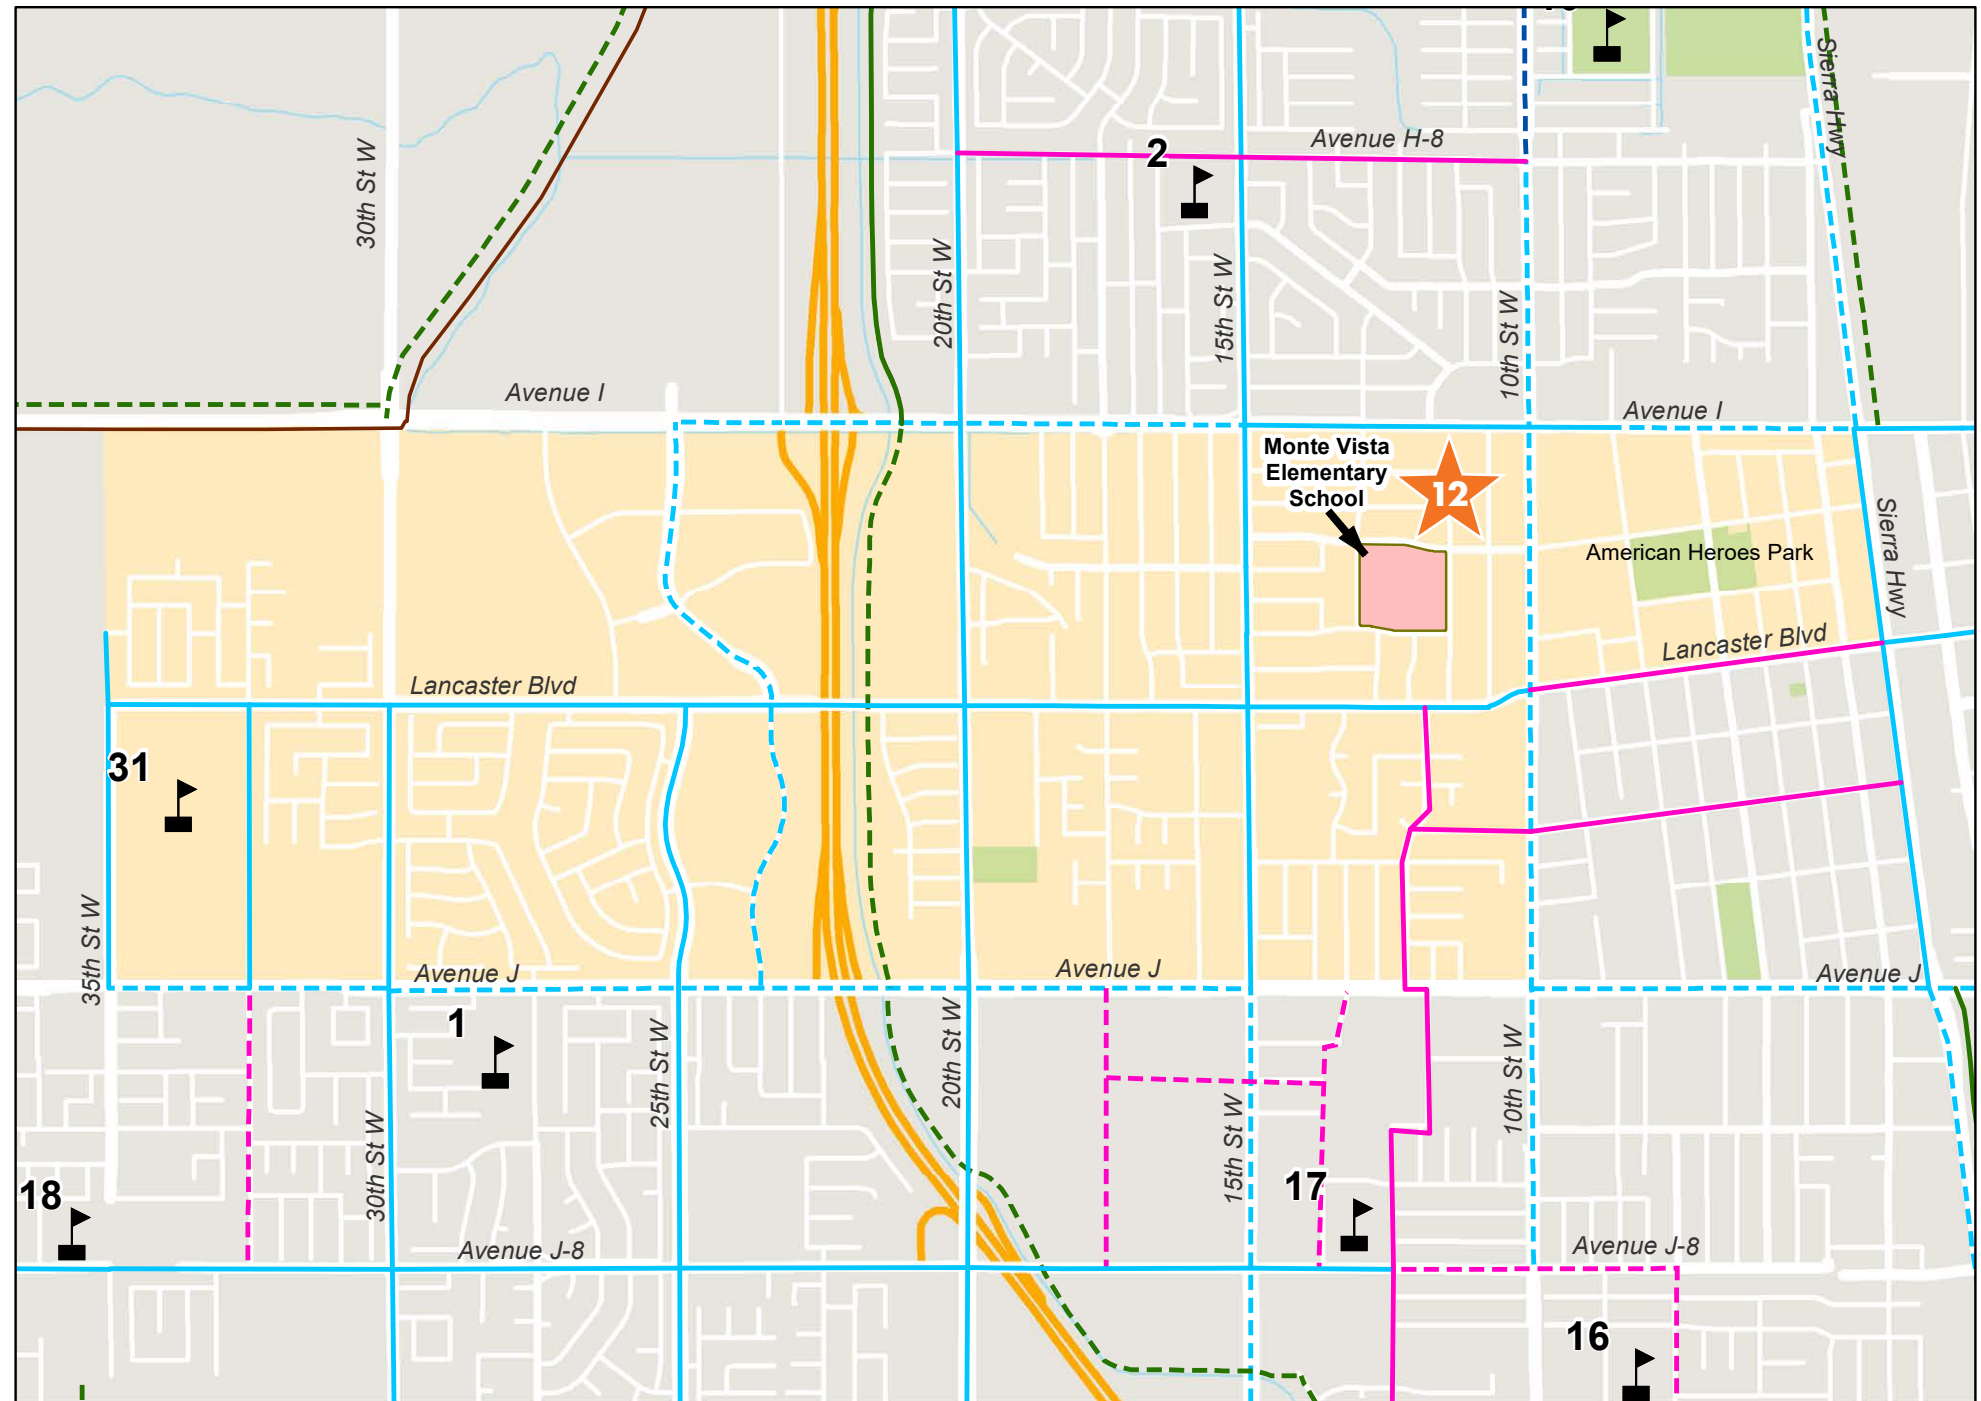 Sierra Hwy
2
Avenue H-8
30th St W
20th St W
15th St W
10th St W
Avenue I
Avenue I
Monte Vista
Elementary
School
12
American Heroes Park
Sierra Hwy
Lancaster Blvd
Lancaster Blvd
31
35th St W
Avenue J
Avenue J
Avenue J
1
25th St W
20th St W
10th St W
30th St W
15th St W
18
17
Avenue J-8
Avenue J-8
16